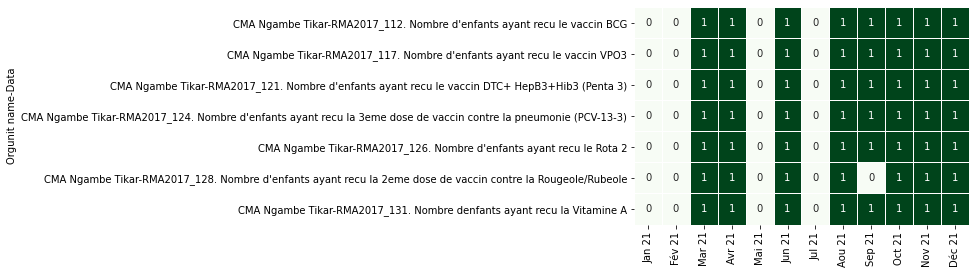 Orgunit name-Data
CMA Ngambe Tikar-RMA2017_112. Nombre d'enfants ayant recu le vaccin BCG 0 0 1 1 0 1 0 1 1 1 1 1
CMA Ngambe Tikar-RMA2017_117. Nombre d'enfants ayant recu le vaccin VPO3 0 0 1 1 0 1 0 1 1 1 1 1
CMA Ngambe Tikar-RMA2017_121. Nombre d'enfants ayant recu le vaccin DTC+ HepB3+Hib3 (Penta 3) 0 0 1 1 0 1 0 1 1 1 1 1
CMA Ngambe Tikar-RMA2017_124. Nombre d'enfants ayant recu la 3eme dose de vaccin contre la pneumonie (PCV-13-3) 0 0 1 1 0 1 0 1 1 1 1 1
CMA Ngambe Tikar-RMA2017_126. Nombre d'enfants ayant recu le Rota 2 0 0 1 1 0 1 0 1 1 1 1 1
CMA Ngambe Tikar-RMA2017_128. Nombre d'enfants ayant recu la 2eme dose de vaccin contre la Rougeole/Rubeole 0 0 1 1 0 1 0 1 0 1 1 1
CMA Ngambe Tikar-RMA2017_131. Nombre denfants ayant recu la Vitamine A 0 0 1 1 0 1 0 1 1 1 1 1
Jan 21
Fév 21
Mar 21
Avr 21
Mai 21
Jun 21
Jul 21
Aou 21
Sep 21
Oct 21
Nov 21
Déc 21